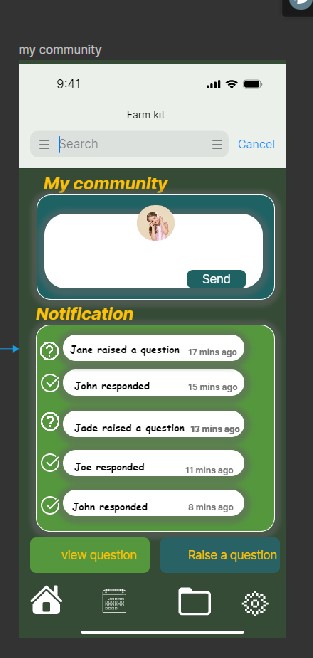 my community
9:41
Farm kit
Search
Cancel
My community
Send
Notification
Jane raised a question 17 mins ago
John responded 15 mins ago
Jade raised a question 13 mins ago
Joe responded 11 mins ago
John responded 8 mins ago
view question
Raise a question